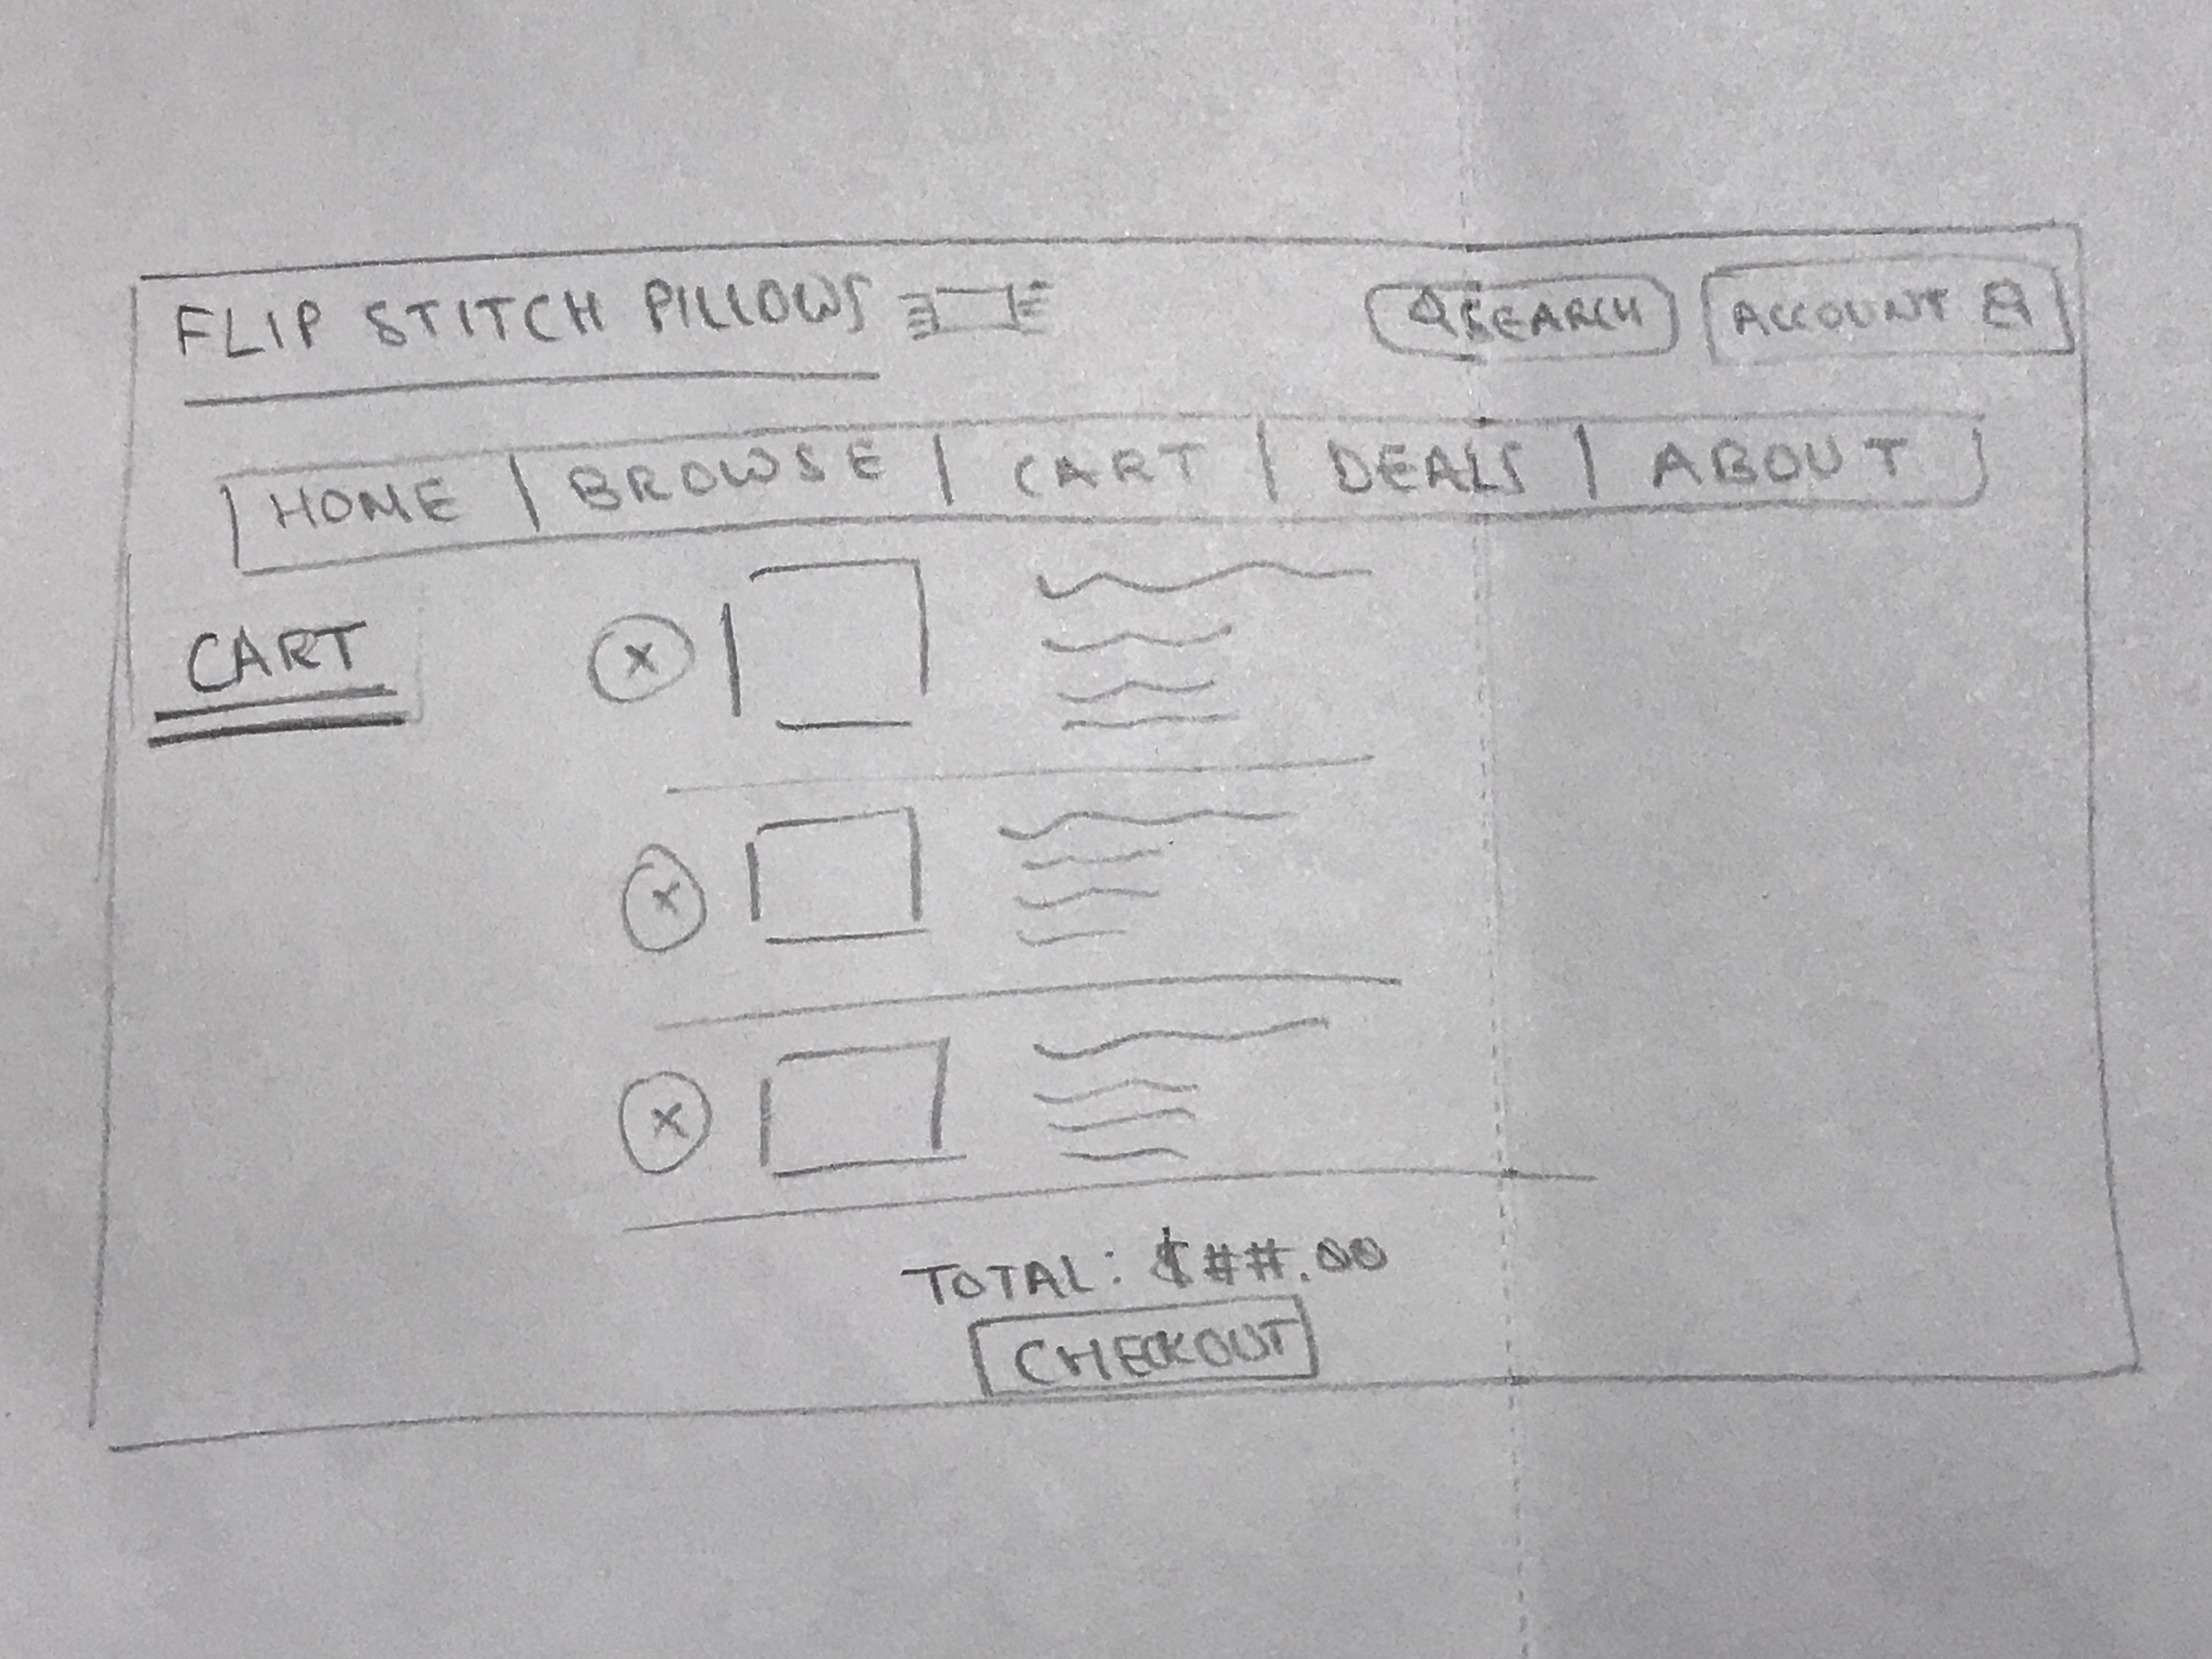 FLIP STITCH PILLOWS
SEARCH
ACCOUNT
HOME | BROWSE | CART | DEALS | ABOUT
CART
X
X
X
TOTAL: $##.00
CHECKOUT